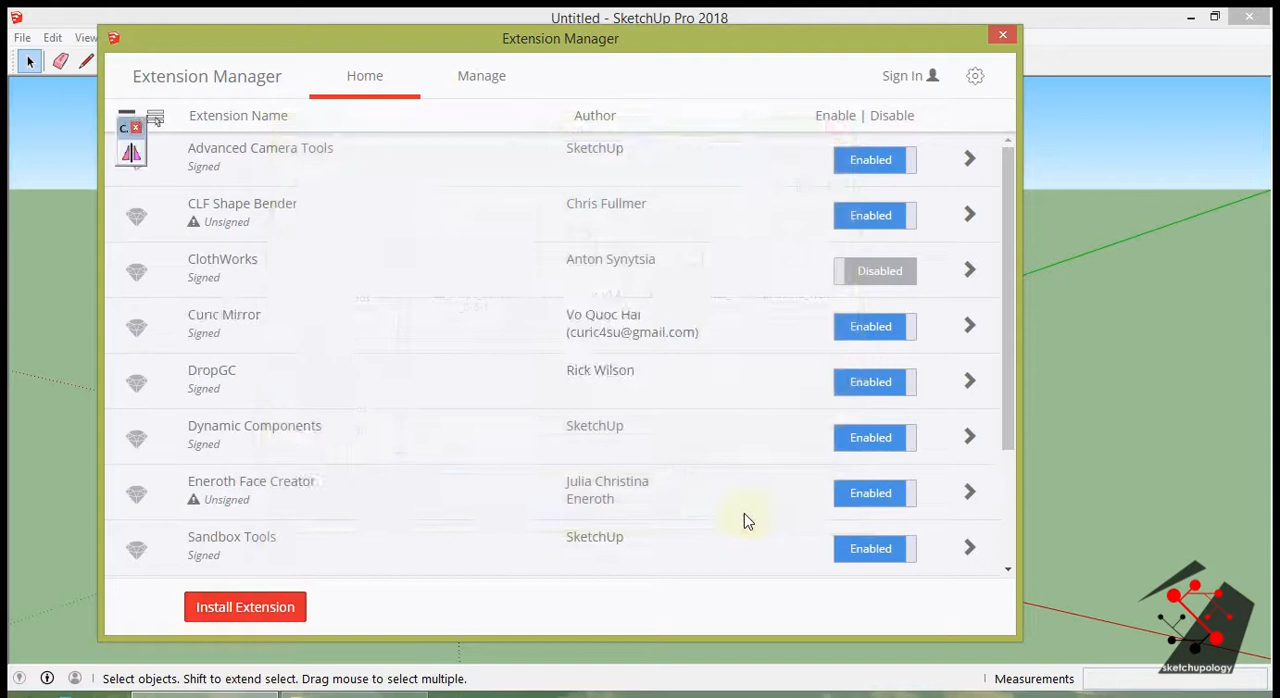 Untitled - SketchUp Pro 2018
File Edit View
Extension Manager
Extension Manager Home Manage Sign In
Extension Name Author Enable | Disable
C.
Advanced Camera Tools SketchUp Enabled
Signed
CLF Shape Bender Chris Fullmer Enabled
Unsigned
ClothWorks Anton Synytsia Disabled
Signed
Curic Mirror Vo Quoc Hai Enabled
Signed (curic4su@gmail.com)
DropGC Rick Wilson Enabled
Signed
Dynamic Components SketchUp Enabled
Signed
Eneroth Face Creator Julia Christina Enabled
Unsigned Eneroth
Sandbox Tools SketchUp Enabled
Signed
Install Extension
sketchupology
Select objects. Shift to extend select. Drag mouse to select multiple. Measurements